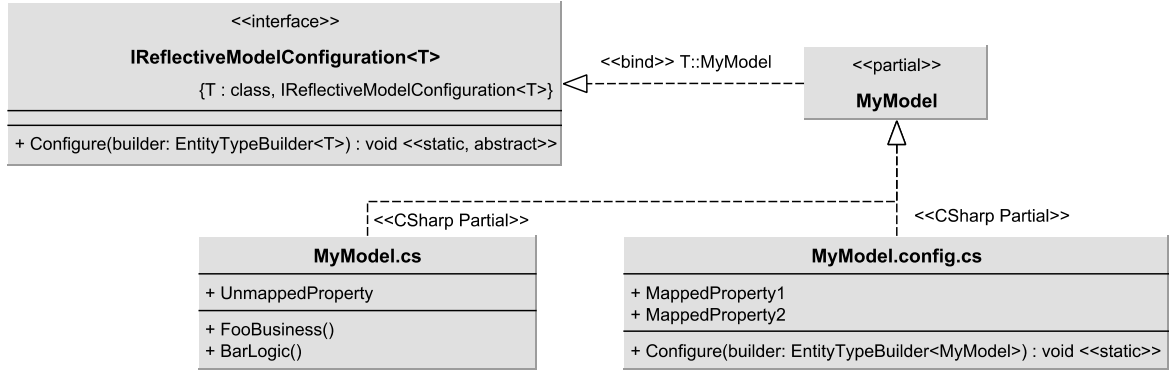 <<interface>>
IReflectiveModelConfiguration<T>
{T : class, IReflectiveModelConfiguration<T>}
+ Configure(builder: EntityTypeBuilder<T>) : void <<static, abstract>>
<<bind>> T::MyModel
<<partial>>
MyModel
<<CSharp Partial>>
<<CSharp Partial>>
MyModel.cs
+ UnmappedProperty
+ FooBusiness()
+ BarLogic()
MyModel.config.cs
+ MappedProperty1
+ MappedProperty2
+ Configure(builder: EntityTypeBuilder<MyModel>) : void <<static>>